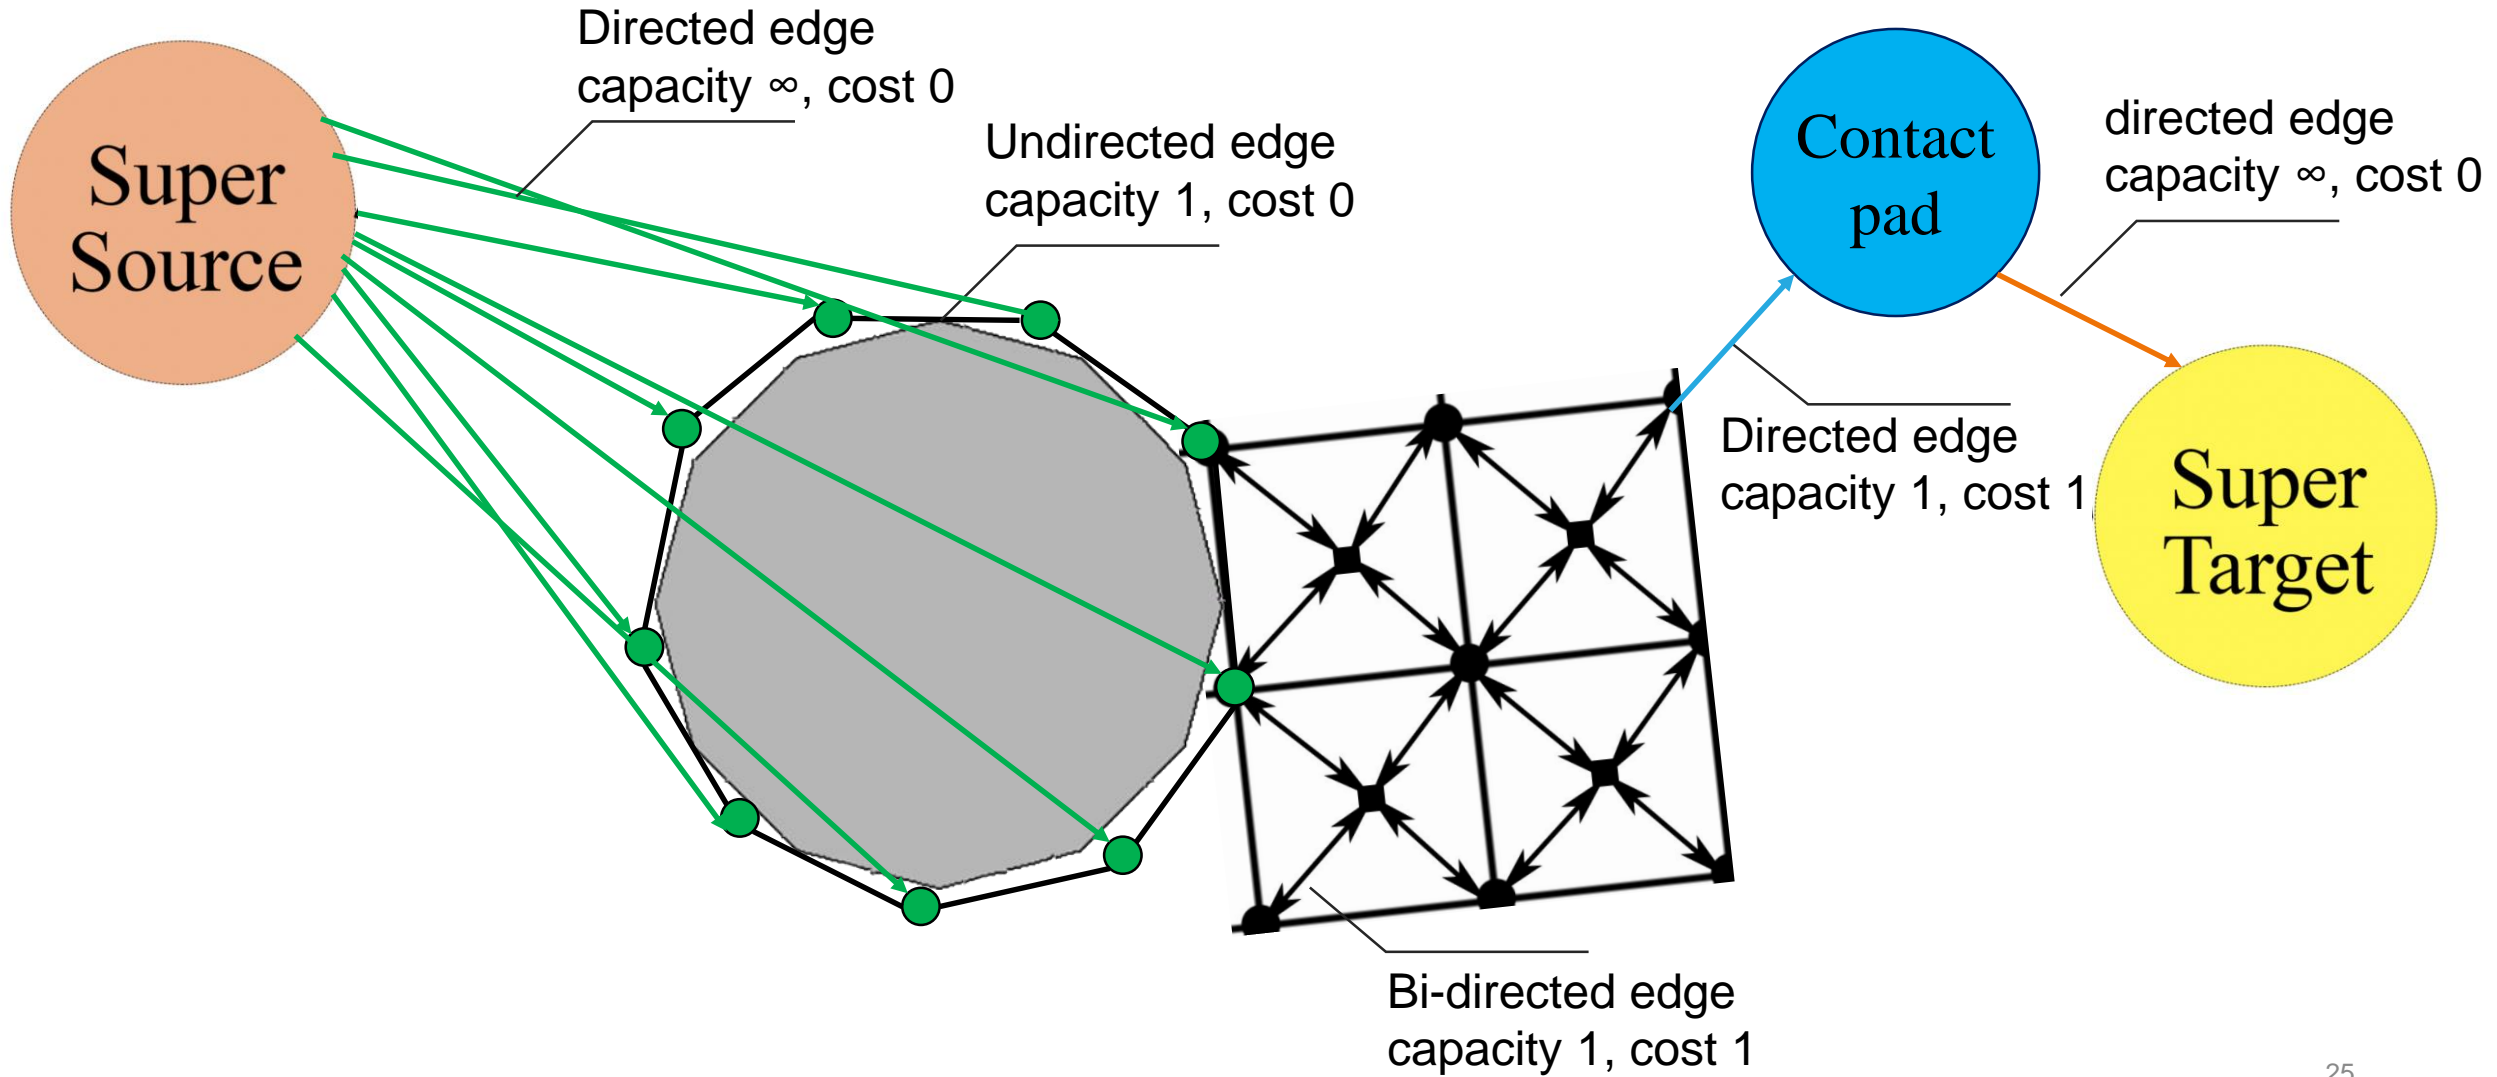 Directed edge
capacity ∞, cost 0
Undirected edge
capacity 1, cost 0
Super
Source
Contact
pad
directed edge
capacity ∞, cost 0
Directed edge
capacity 1, cost 1
Super
Target
Bi-directed edge
capacity 1, cost 1
25